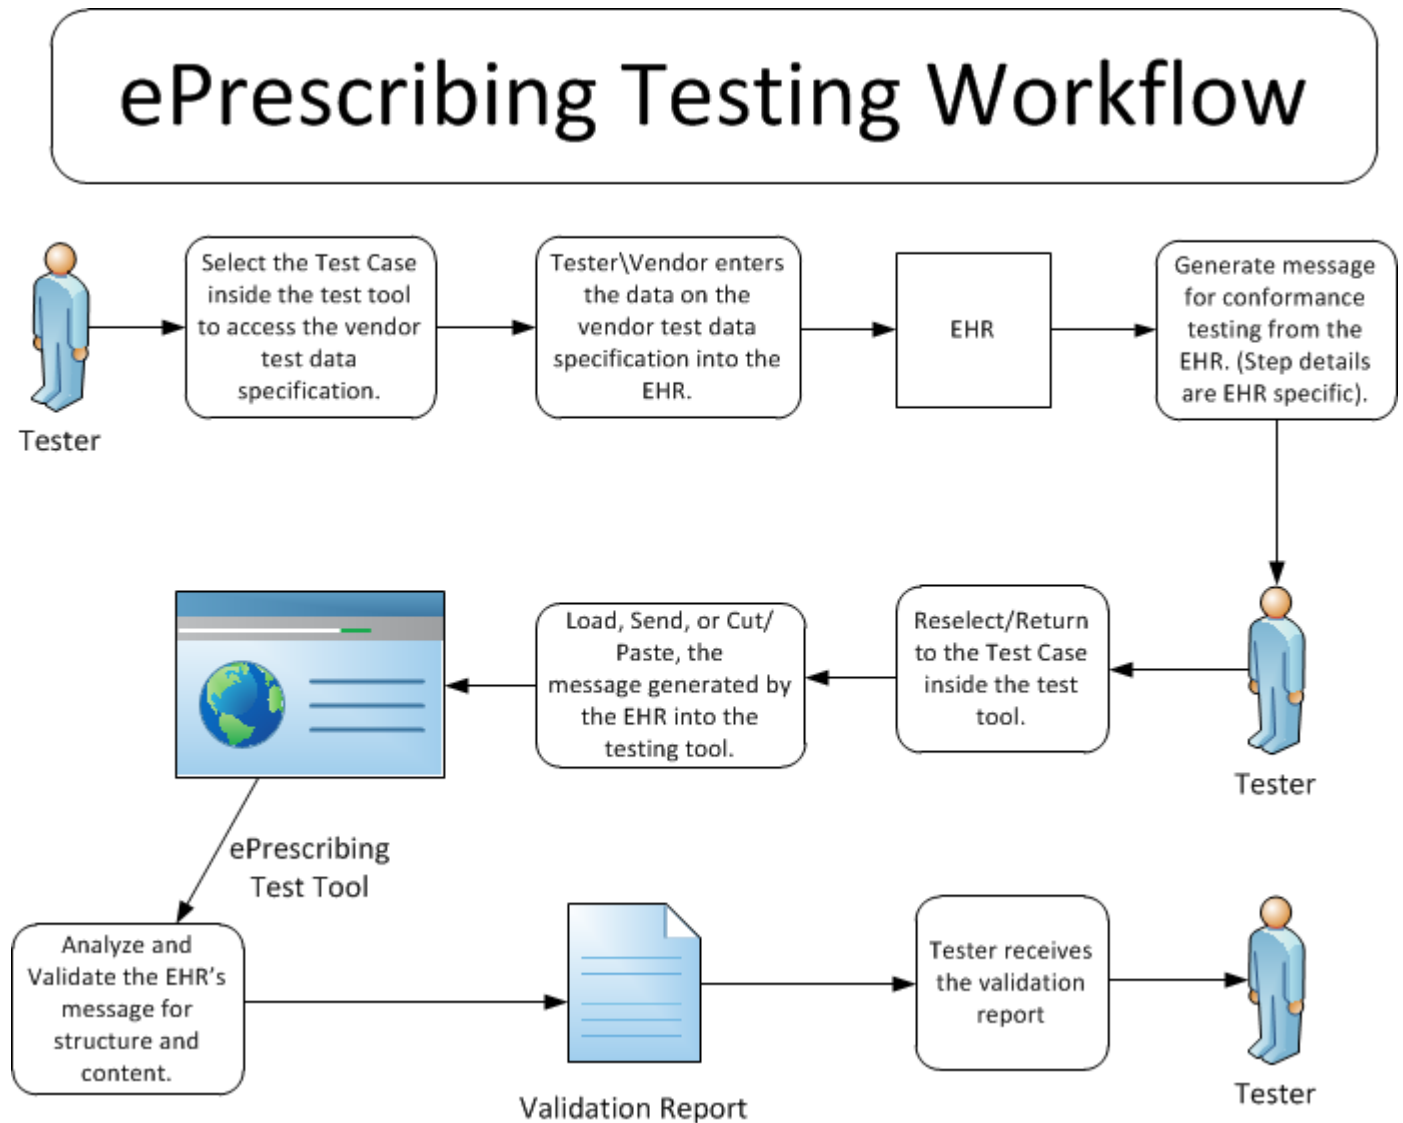 ePrescribing Testing Workflow
Select the Test Case
inside the test tool
to access the vendor
test data
specification.
Tester\Vendor enters
the data on the
vendor test data
specification into the
EHR.
EHR
Generate message
for conformance
testing from the
EHR. (Step details
are EHR specific).
Tester
Load, Send, or Cut/
Paste, the
message generated by
the EHR into the
testing tool.
Reselect/Return
to the Test Case
inside the test
tool.
Tester
ePrescribing
Test Tool
Analyze and
Validate the EHR’s
message for
structure and
content.
Validation Report
Tester receives
the validation
report
Tester